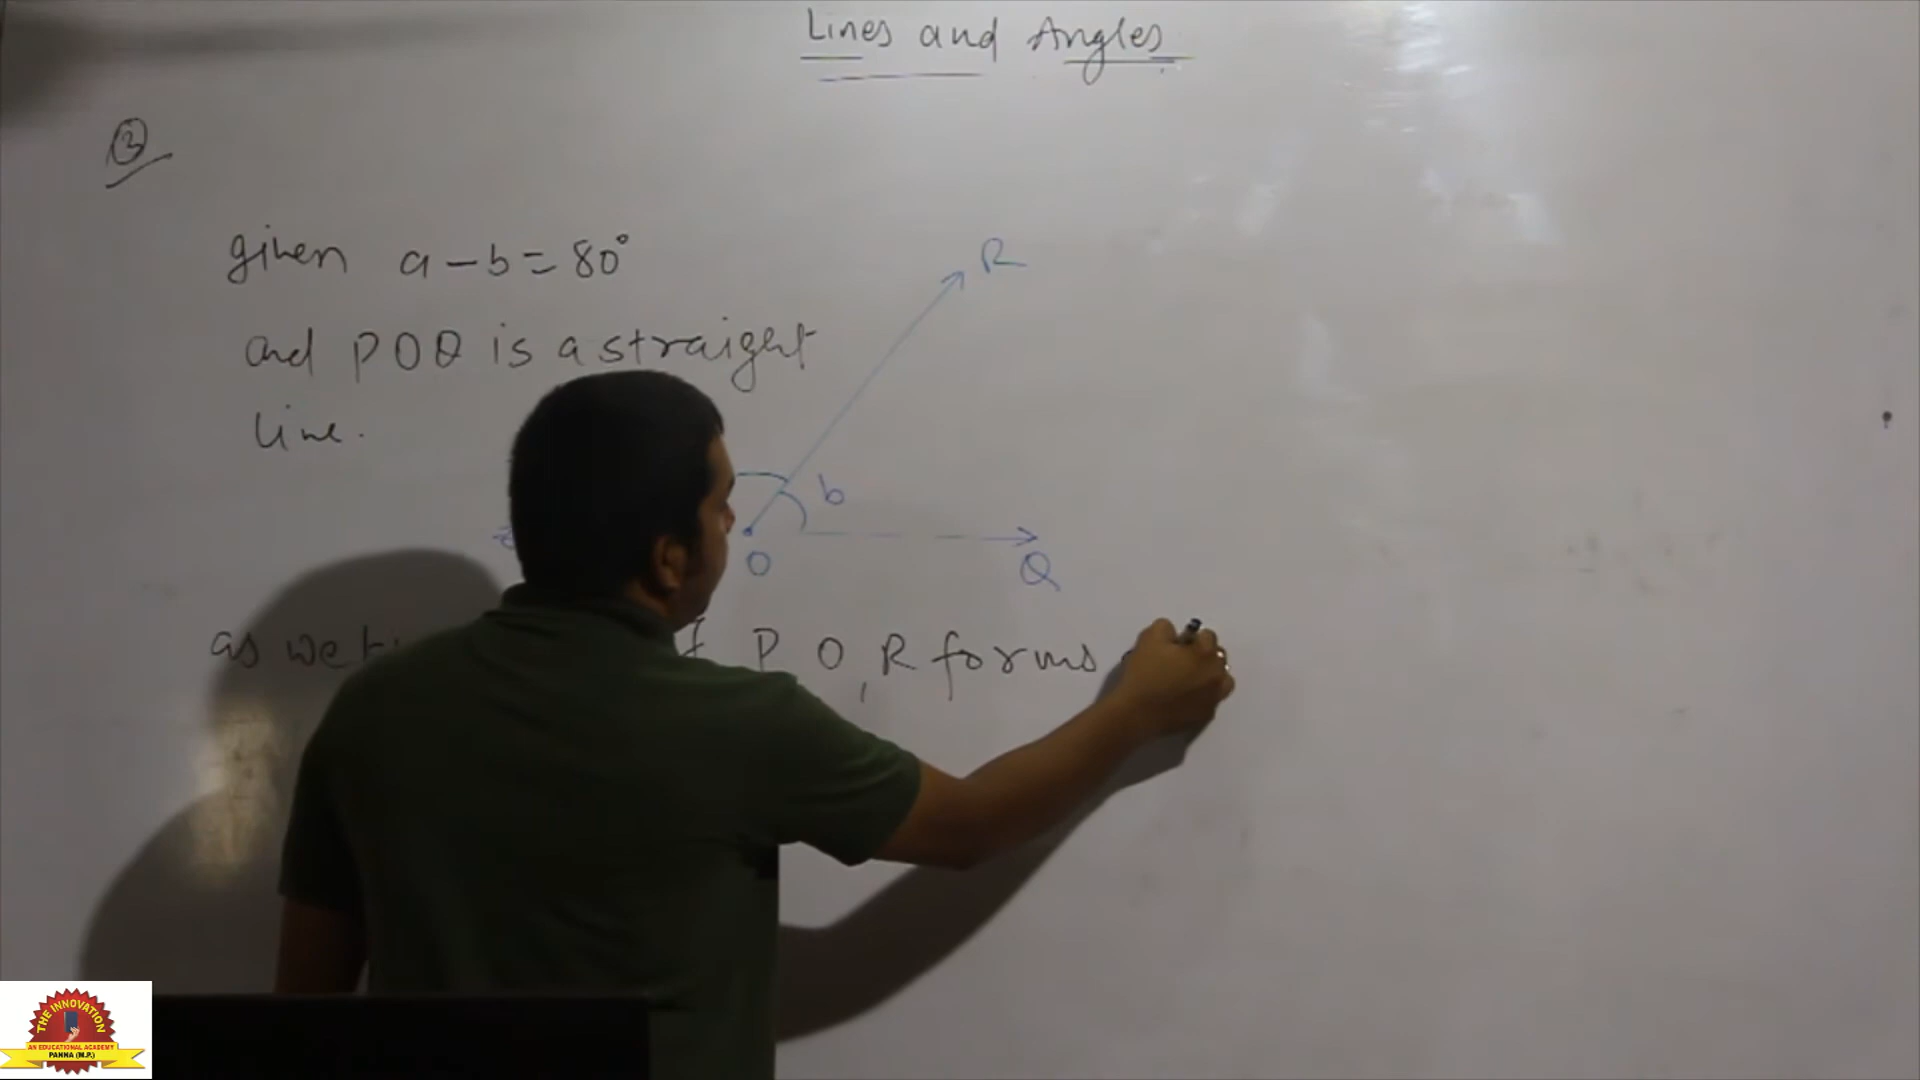 Lines and Angles
3
given a - b = 80°
and POQ is a straight
line.
R
b
O
Q
as we P O, R forms
THE INNOVATION
AN EDUCATIONAL ACADEMY
PANNA (M.P.)